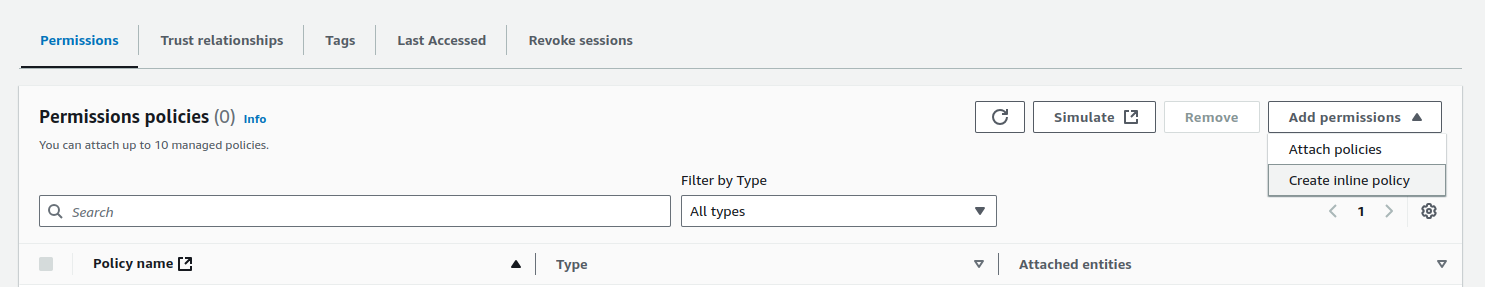 Permissions Trust relationships Tags Last Accessed Revoke sessions
Permissions policies (0) Info
Simulate Remove Add permissions
You can attach up to 10 managed policies.
Attach policies
Filter by Type
Create inline policy
Search All types 1
Policy name Type Attached entities